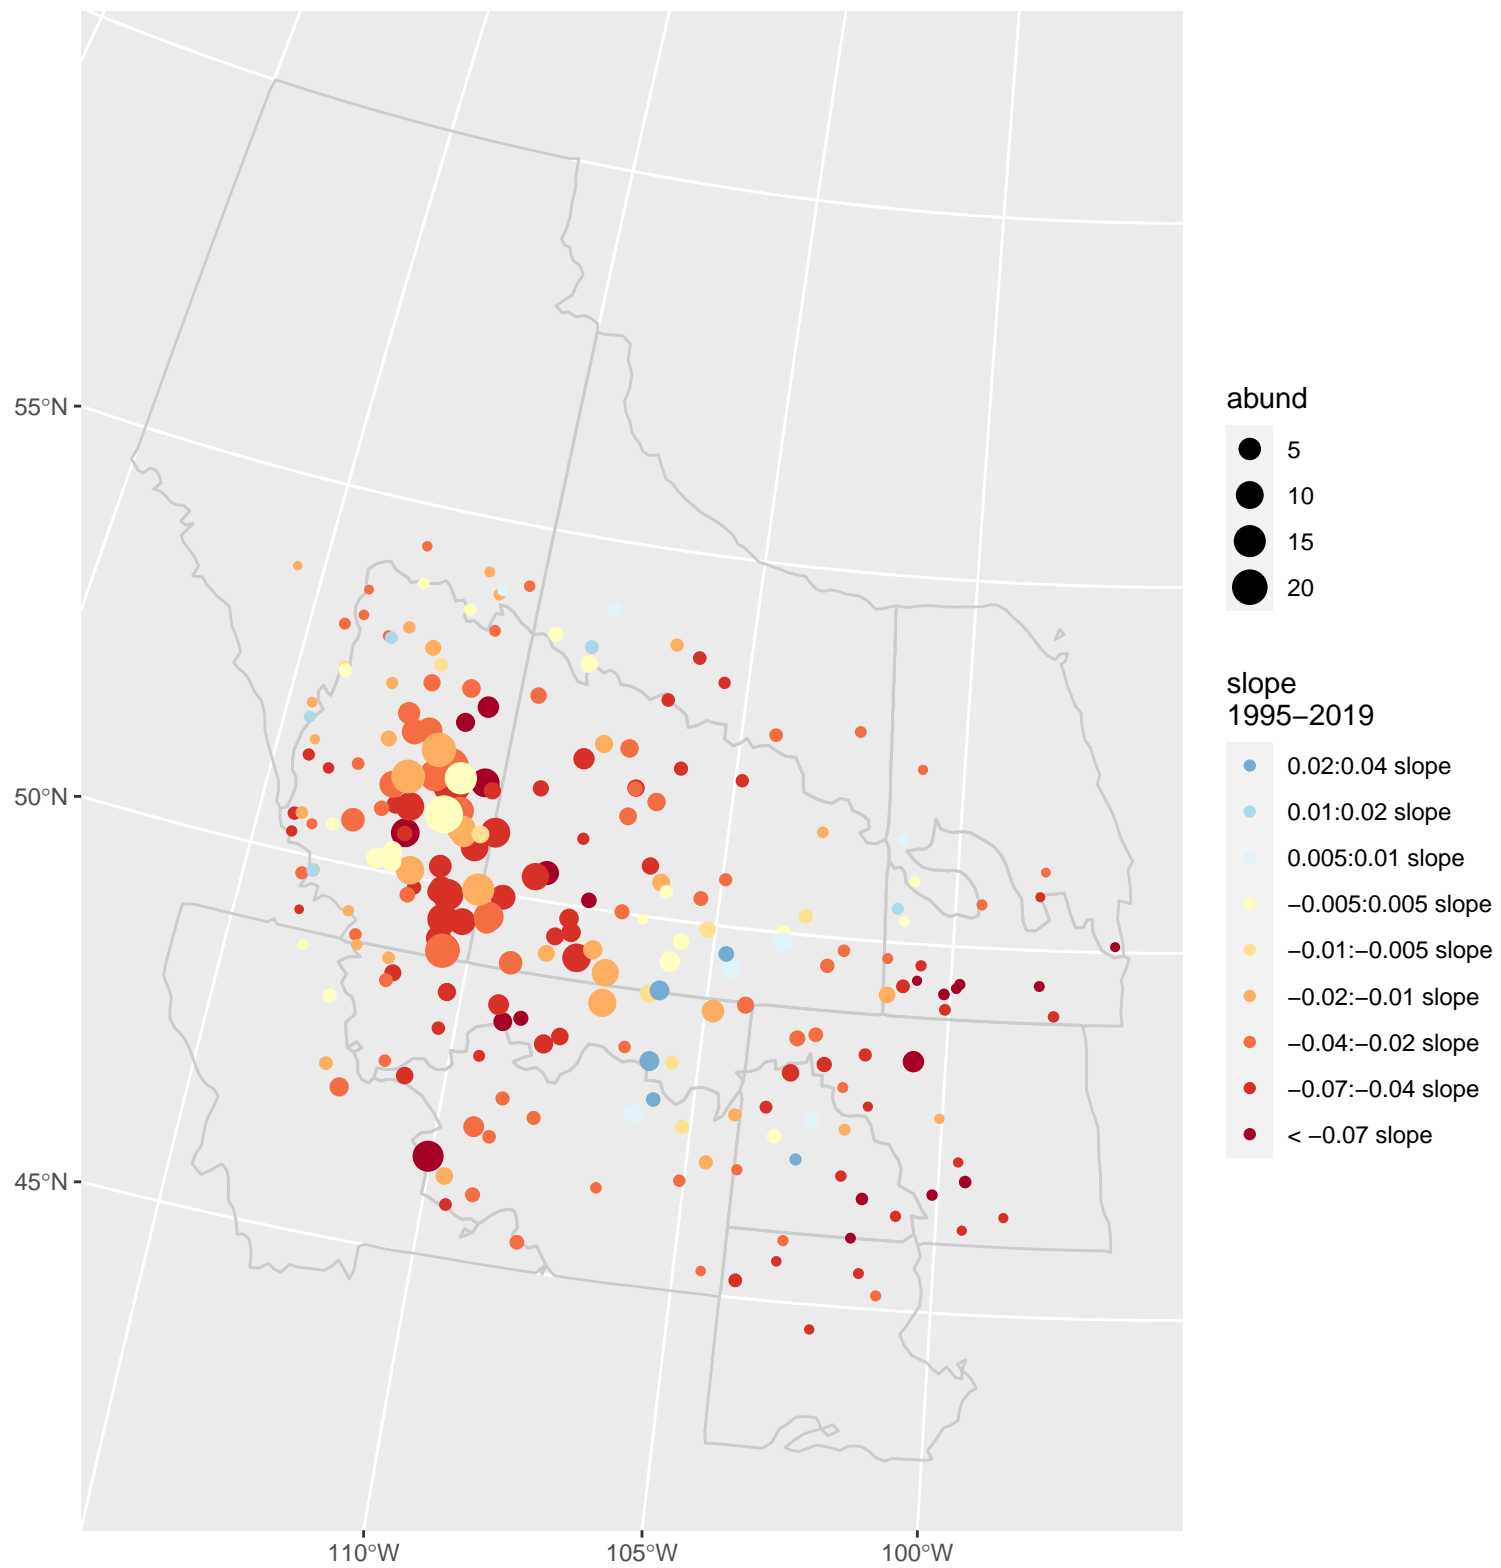 55°N
50°N
45°N
110°W
105°W
100°W
abund
5
10
15
20
slope
1995−2019
0.02:0.04 slope
0.01:0.02 slope
0.005:0.01 slope
−0.005:0.005 slope
−0.01:−0.005 slope
−0.02:−0.01 slope
−0.04:−0.02 slope
−0.07:−0.04 slope
< −0.07 slope